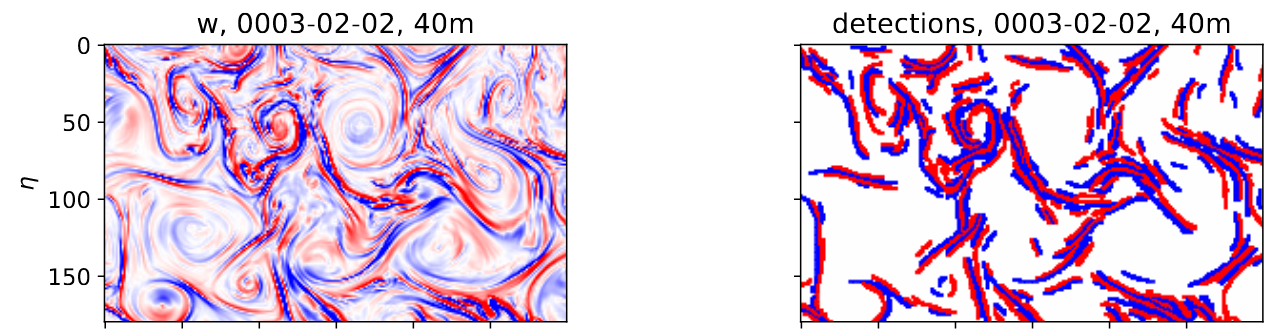 w, 0003-02-02, 40m
detections, 0003-02-02, 40m
0
50
100
150
η